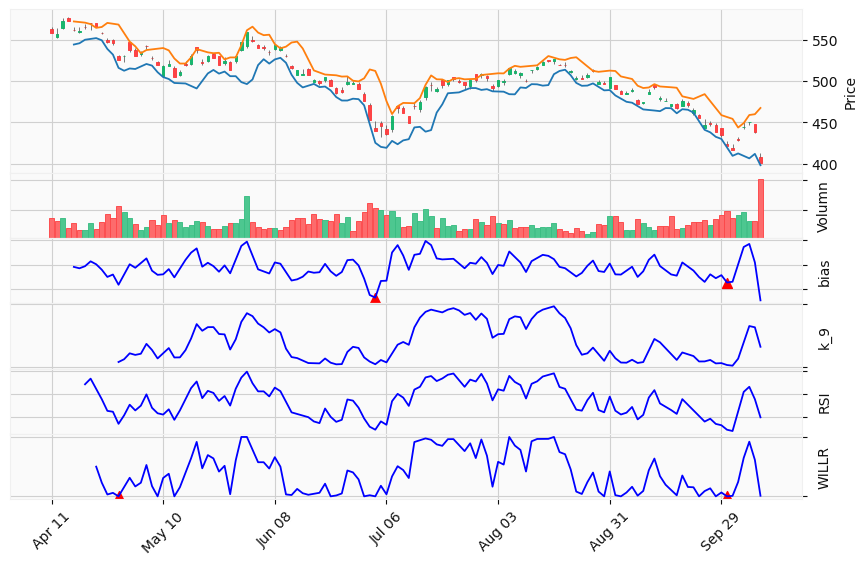 550
500
450
400
Price
Volumn
bias
k_9
RSI
WILLR
Apr 11
May 10
Jun 08
Jul 06
Aug 03
Aug 31
Sep 29